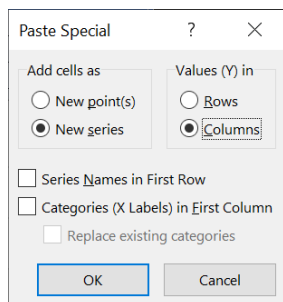 Paste Special ?
Add cells as Values (Y) in
New point(s) Rows
New series Columns
Series Names in First Row
Categories (X Labels) in First Column
Replace existing categories
OK Cancel